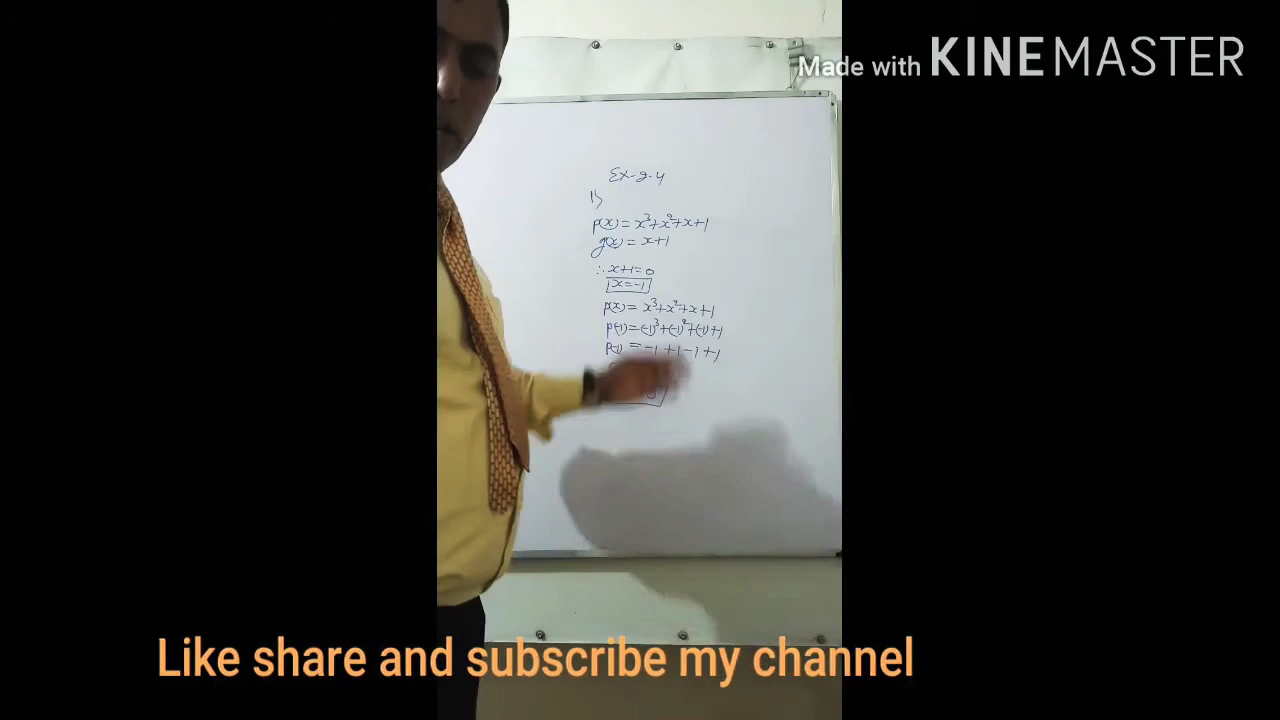 Made with KINEMASTER
Ex-2.4
1)
p(x) = x³+x²+x+1
g(x) = x+1
∴ x+1=0
x=-1
p(x) = x³+x²+x+1
p(-1) = (-1)³+(-1)²+(-1)+1
p(-1) = -1+1-1+1
Like share and subscribe my channel